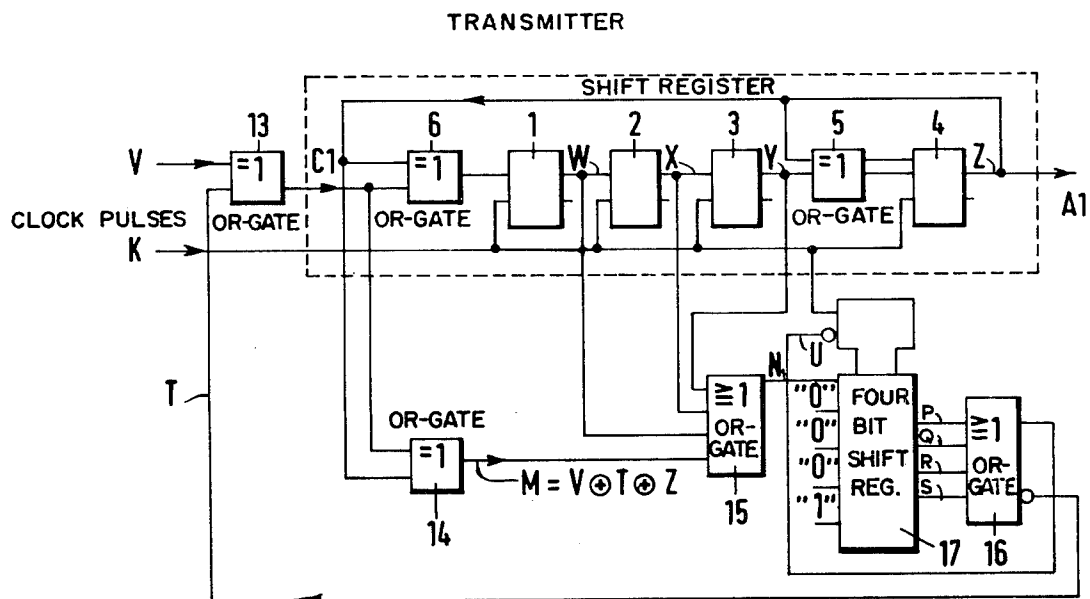 TRANSMITTER
SHIFT REGISTER
13
6
1
2
3
5
4
V
=1
C1
=1
W
X
Y
=1
Z
A1
OR-GATE
OR-GATE
OR-GATE
CLOCK PULSES
K
U
T
N
OR-GATE
=1
M = V ⊕ T ⊕ Z
14
≧1
OR-
GATE
15
"0"
"0"
"0"
"1"
FOUR
BIT
SHIFT
REG.
17
P
Q
R
S
≧1
OR-
GATE
16